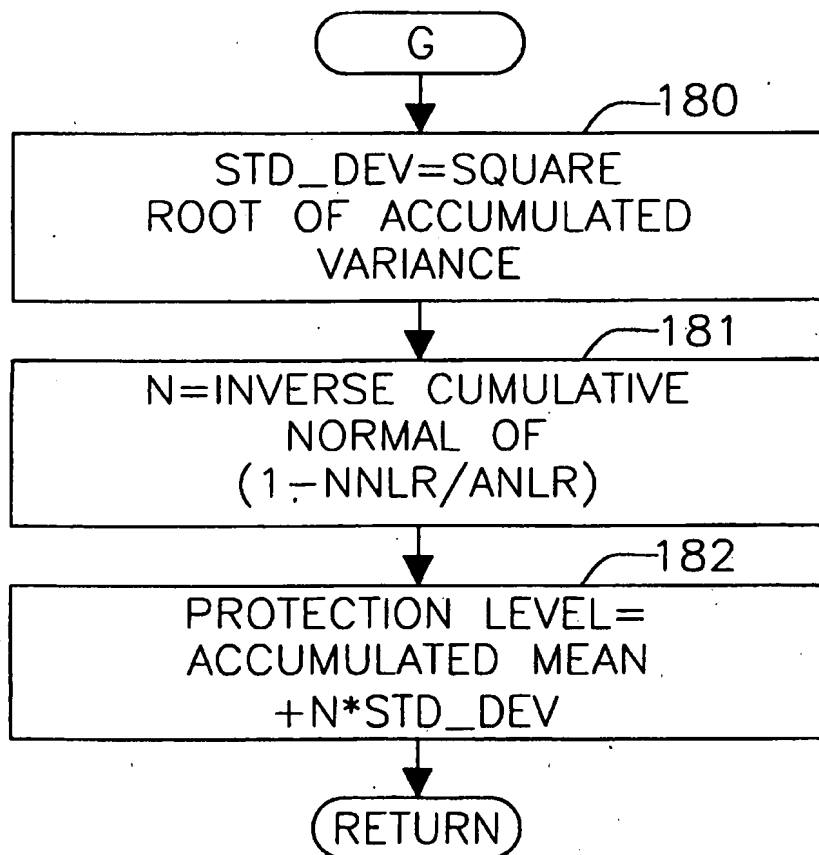 G
180
STD_DEV=SQUARE
ROOT OF ACCUMULATED
VARIANCE
181
N=INVERSE CUMULATIVE
NORMAL OF
(1-NNLR/ANLR)
182
PROTECTION LEVEL=
ACCUMULATED MEAN
+N*STD_DEV
RETURN